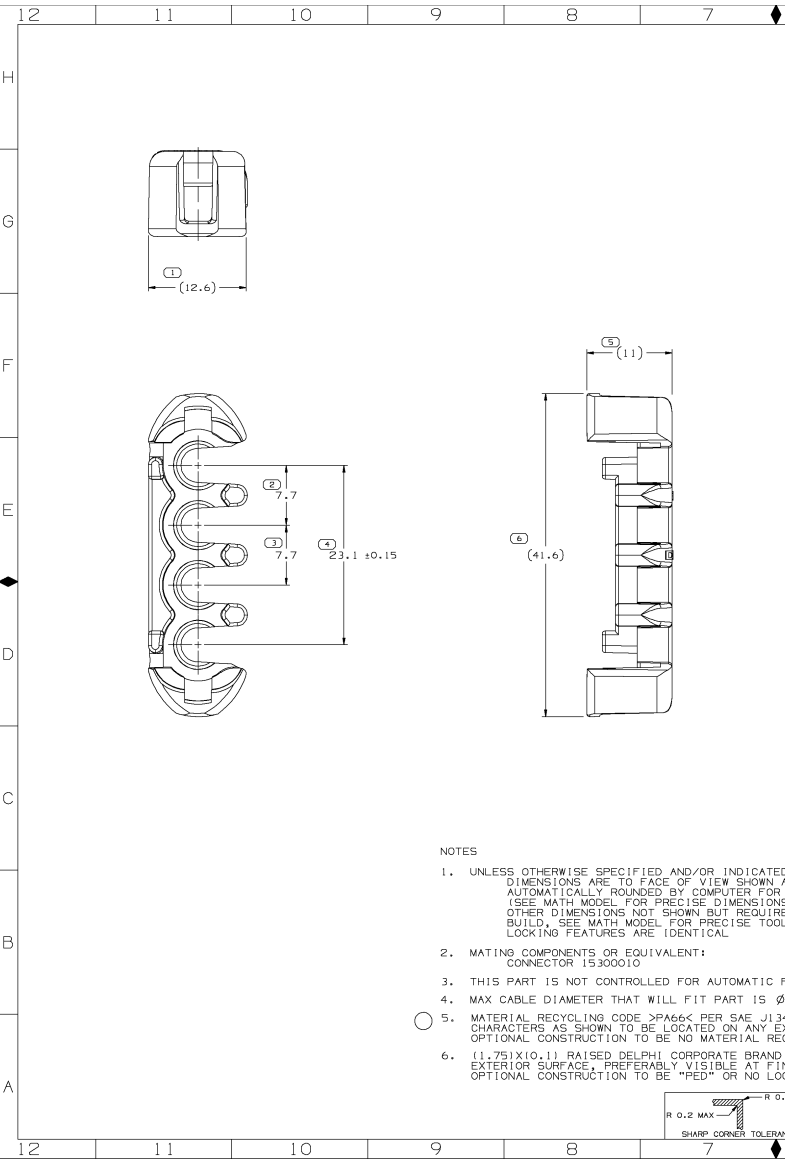 12 11 10 9 8 7
H
G
F
E
D
C
B
A
1
(12.6)
5
(11)
2
7.7
3
7.7
4
23.1 ±0.15
6
(41.6)
NOTES
1. UNLESS OTHERWISE SPECIFIED AND/OR INDICATED
DIMENSIONS ARE TO FACE OF VIEW SHOWN A
AUTOMATICALLY ROUNDED BY COMPUTER FOR
(SEE MATH MODEL FOR PRECISE DIMENSIONS
OTHER DIMENSIONS NOT SHOWN BUT REQUIRE
BUILD, SEE MATH MODEL FOR PRECISE TOOL
LOCKING FEATURES ARE IDENTICAL
2. MATING COMPONENTS OR EQUIVALENT:
CONNECTOR 15300010
3. THIS PART IS NOT CONTROLLED FOR AUTOMATIC F
4. MAX CABLE DIAMETER THAT WILL FIT PART IS Ø
5. MATERIAL RECYCLING CODE >PA66< PER SAE J134
CHARACTERS AS SHOWN TO BE LOCATED ON ANY EX
OPTIONAL CONSTRUCTION TO BE NO MATERIAL REC
6. (1.75)X(0.1) RAISED DELPHI CORPORATE BRAND
EXTERIOR SURFACE, PREFERABLY VISIBLE AT FIN
OPTIONAL CONSTRUCTION TO BE "PED" OR NO LOG
R 0.
R 0.2 MAX
SHARP CORNER TOLERAN
12 11 10 9 8 7